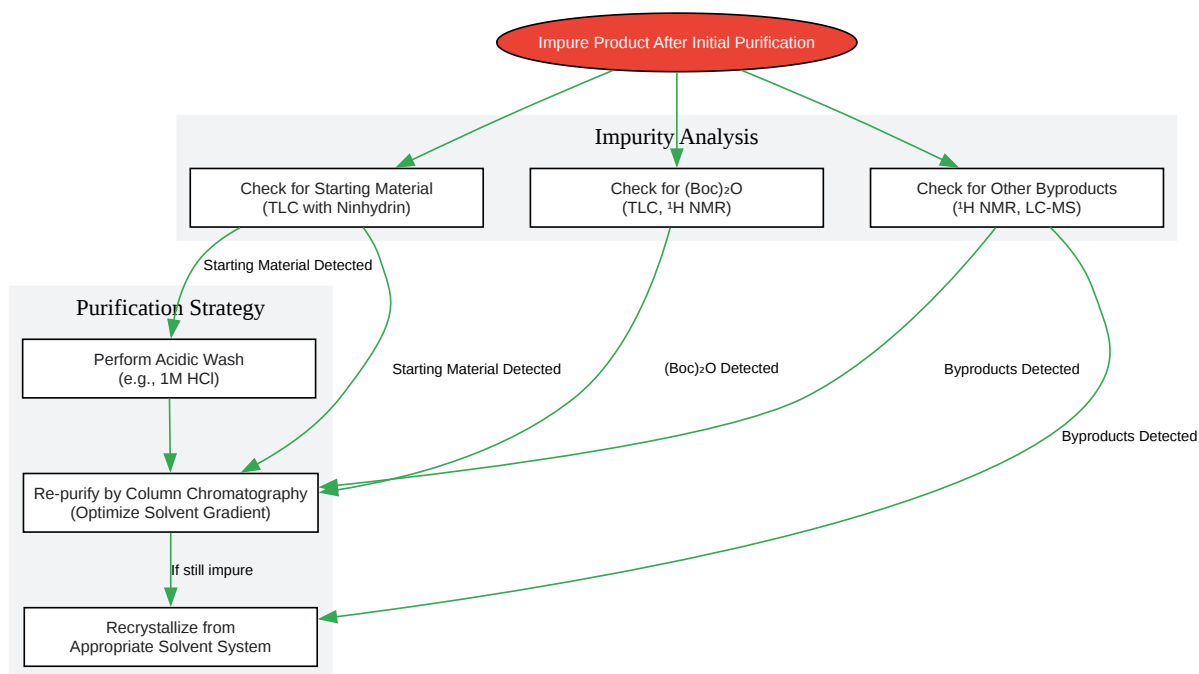 Impure Product After Initial Purification
Impurity Analysis
Check for Starting Material
(TLC with Ninhydrin)
Check for (Boc)₂O
(TLC, ¹H NMR)
Check for Other Byproducts
(¹H NMR, LC-MS)
Starting Material Detected
Purification Strategy
Perform Acidic Wash
(e.g., 1M HCl)
Starting Material Detected
(Boc)₂O Detected
Byproducts Detected
Byproducts Detected
Re-purify by Column Chromatography
(Optimize Solvent Gradient)
If still impure
Recrystallize from
Appropriate Solvent System